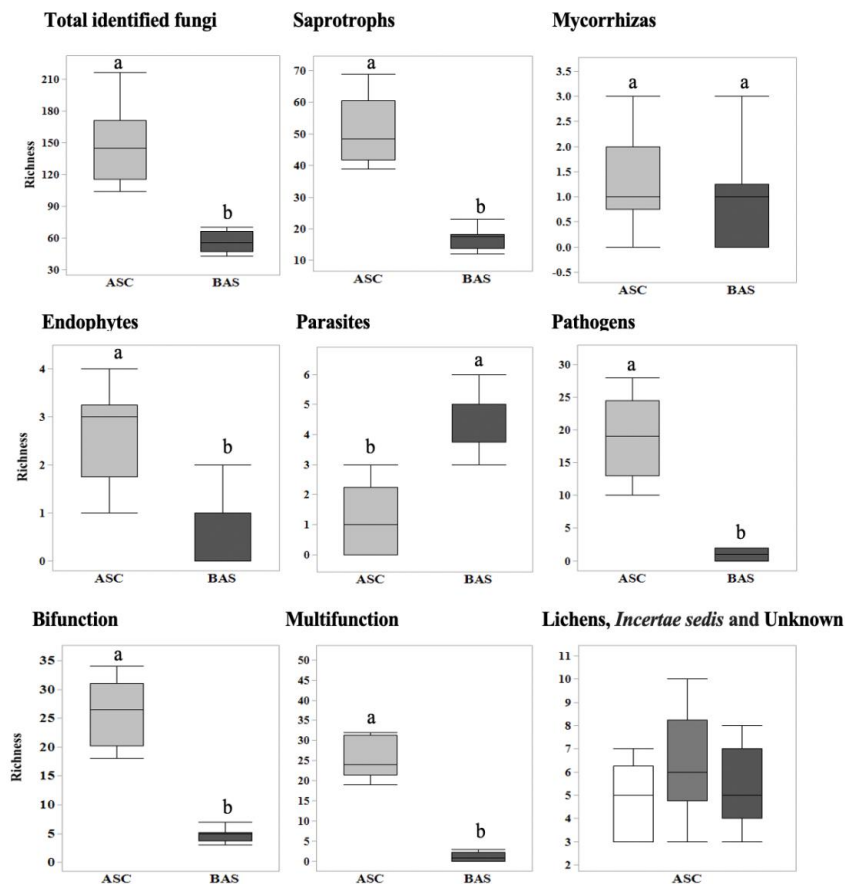 Total identified fungi
Saprotrophs
Mycorrhizas
a
210
180
150
120
90
60
30
Richness
b
ASC
BAS
a
70
60
50
40
30
20
10
b
ASC
BAS
a
a
3.5
3.0
2.5
2.0
1.5
1.0
0.5
0.0
-0.5
ASC
BAS
Endophytes
Parasites
Pathogens
a
4
3
2
1
0
Richness
b
ASC
BAS
a
6
5
4
3
2
1
0
b
ASC
BAS
a
30
25
20
15
10
5
0
b
ASC
BAS
Bifunction
Multifunction
Lichens, Incertae sedis and Unknown
a
35
30
25
20
15
10
5
0
Richness
b
ASC
BAS
50
45
40
35
30
25
20
15
10
5
0
a
b
ASC
BAS
11
10
9
8
7
6
5
4
3
2
ASC